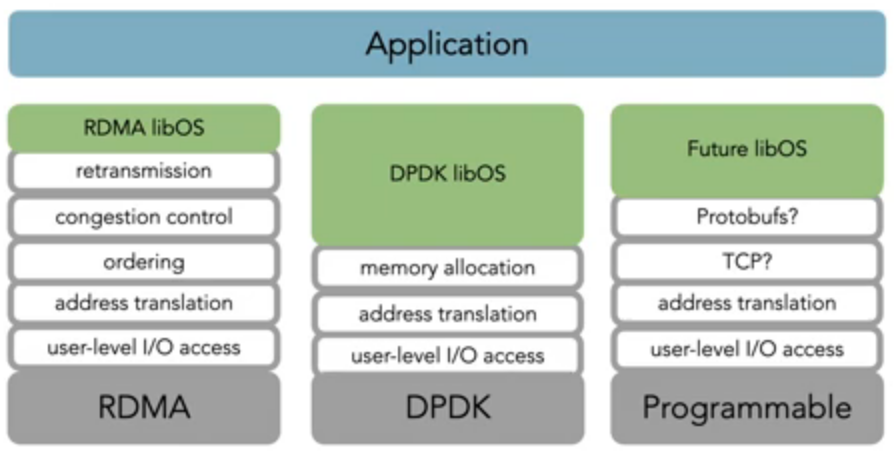 Application
RDMA libOS
retransmission
congestion control
ordering
address translation
user-level I/O access
RDMA
DPDK libOS
memory allocation
address translation
user-level I/O access
DPDK
Future libOS
Protobufs?
TCP?
address translation
user-level I/O access
Programmable